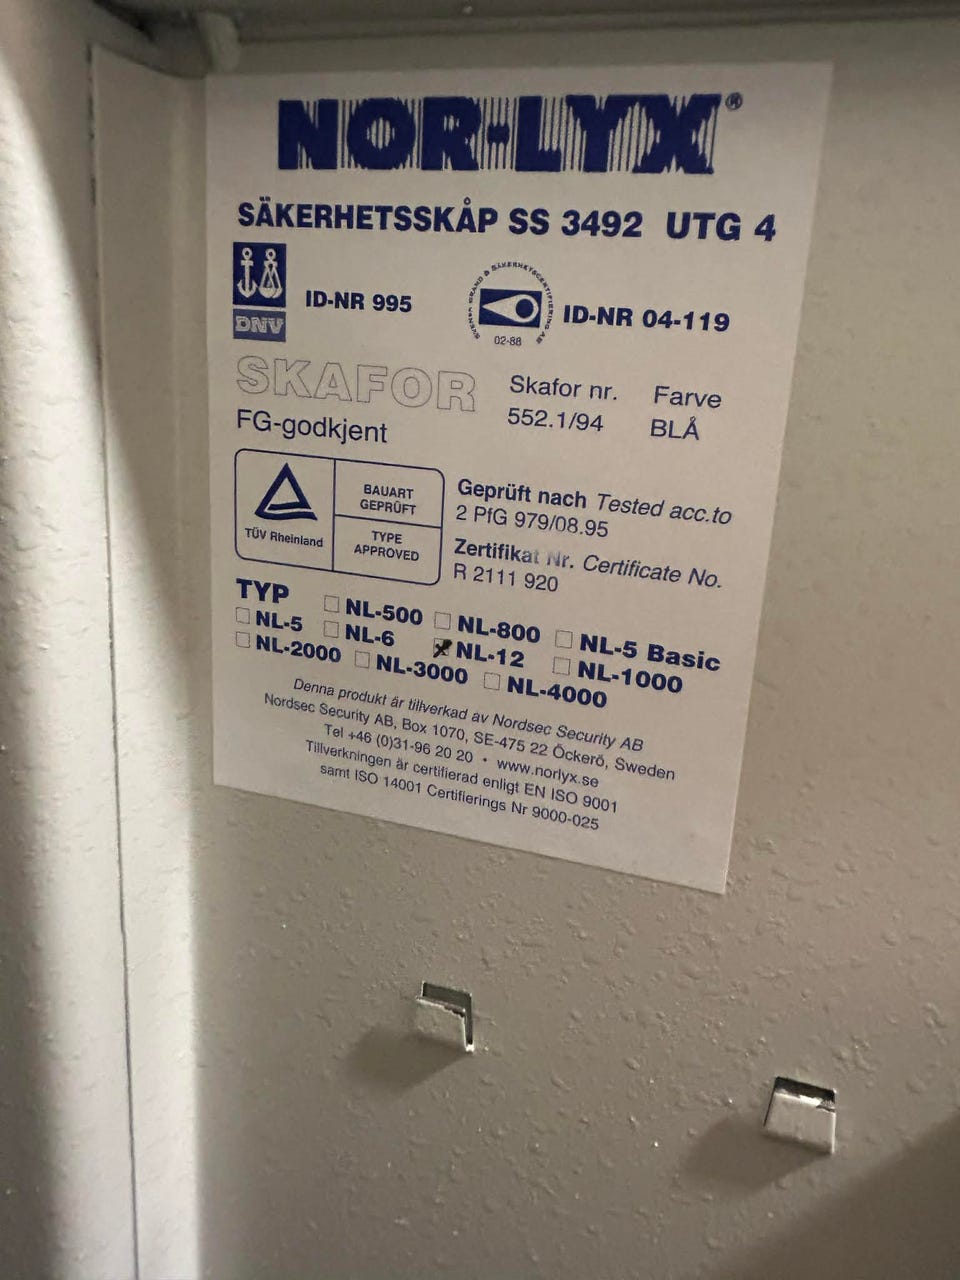 NOR-LYX®
SÄKERHETSSKÅP SS 3492 UTG 4
DNV
ID-NR 995
SVENSK BRAND & SÄKERHETSCERTIFIERING AB
02-88
ID-NR 04-119
SKAFOR
FG-godkjent
Skafor nr. Farve
552.1/94 BLÅ
TÜV Rheinland
BAUART
GEPRÜFT
TYPE
APPROVED
Geprüft nach Tested acc.to
2 PfG 979/08.95
Zertifikat Nr. Certificate No.
R 2111 920
TYP NL-500 NL-800 NL-5 Basic
NL-5 NL-6 NL-12 NL-1000
NL-2000 NL-3000 NL-4000
Denna produkt är tillverkad av Nordsec Security AB
Nordsec Security AB, Box 1070, SE-475 22 Öckerö, Sweden
Tel +46 (0)31-96 20 20 • www.norlyx.se
Tillverkningen är certifierad enligt EN ISO 9001
samt ISO 14001 Certifierings Nr 9000-025